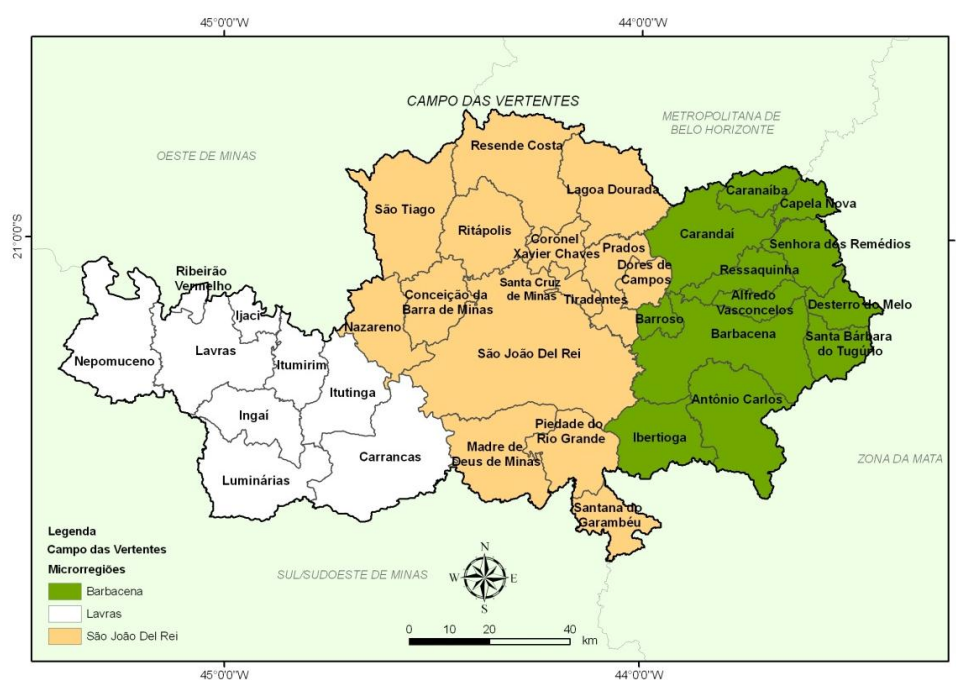 45°0'0"W
44°0'0"W
CAMPO DAS VERTENTES
METROPOLITANA DE
BELO HORIZONTE
OESTE DE MINAS
Resende Costa
Lagoa Dourada
Caranaíba
Capela Nova
São Tiago
Ritápolis
Carandaí
21°0'0"S
Coronel
Xavier Chaves
Prados
Senhora dos Remédios
Dores de
Campos
Ressaquinha
Ribeirão
Vermelho
Santa Cruz
de Minas
Tiradentes
Conceição da
Barra de Minas
Alfredo
Vasconcelos
Desterro do Melo
Ijaci
Nazareno
Barroso
Barbacena
Santa Bárbara
do Tugúrio
Nepomuceno
Lavras
São João Del Rei
Itumirim
Itutinga
Antônio Carlos
Ingaí
Piedade do
Rio Grande
Ibertioga
Madre de
Deus de Minas
Carrancas
ZONA DA MATA
Luminárias
Santana do
Garambéu
Legenda
Campo das Vertentes
Microrregiões
Barbacena
Lavras
São João Del Rei
SUL/SUDOESTE DE MINAS
N
W E
S
0 10 20 40
km
45°0'0"W
44°0'0"W